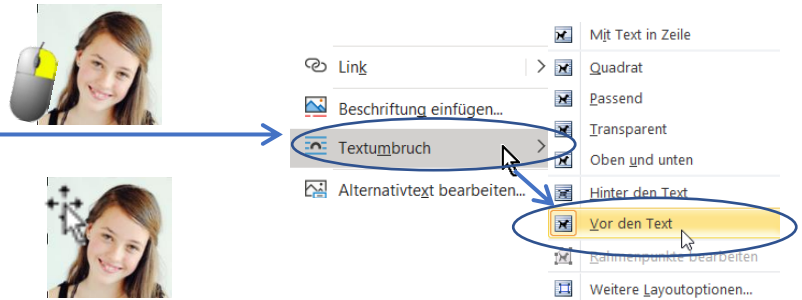 Link
Beschriftung einfügen...
Textumbruch
Alternativtext bearbeiten...
Mit Text in Zeile
Quadrat
Passend
Transparent
Oben und unten
Hinter den Text
Vor den Text
Rahmenpunkte bearbeiten
Weitere Layoutoptionen...